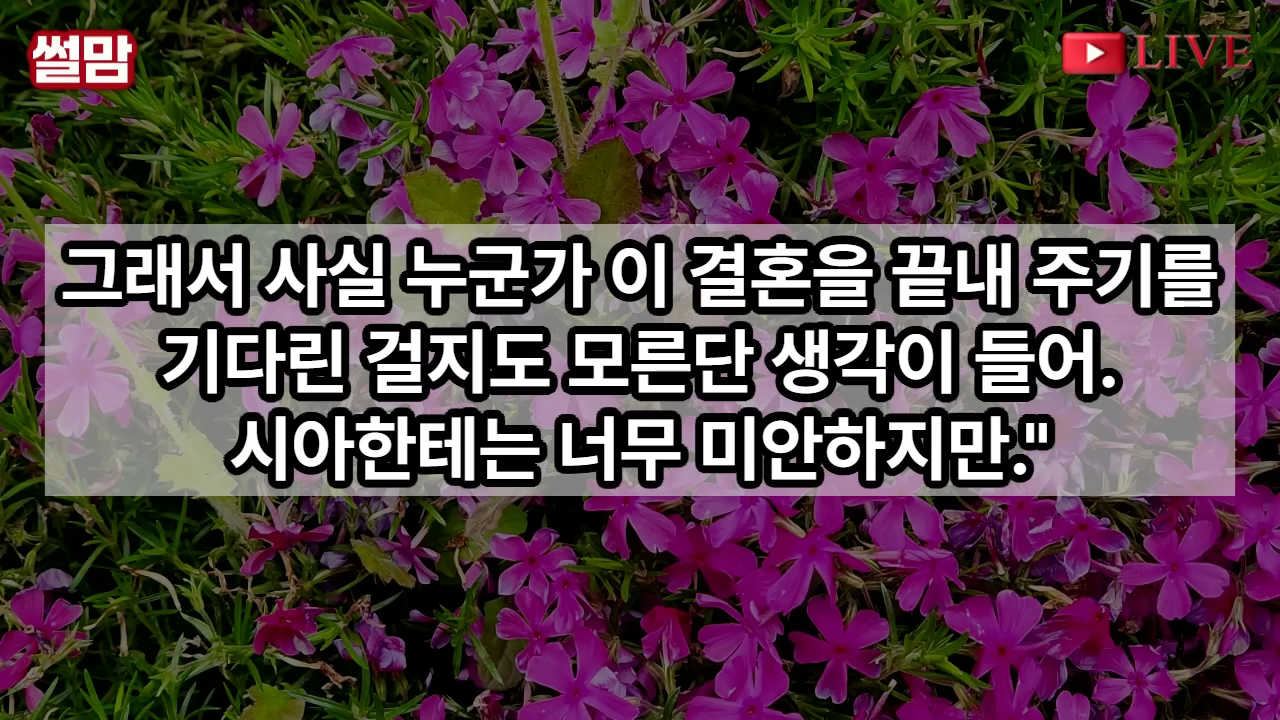 썰맘
LIVE
그래서 사실 누군가 이 결혼을 끝내 주기를
기다린 걸지도 모른단 생각이 들어.
시아한테는 너무 미안하지만."